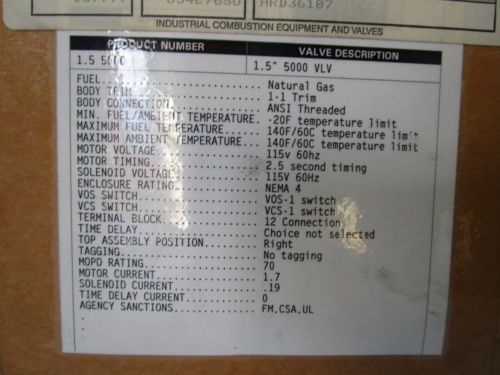 HRD36107
INDUSTRIAL COMBUSTION EQUIPMENT AND VALVES
PRODUCT NUMBER VALVE DESCRIPTION
1.5 1.5" 5000 VLV
FUEL Natural Gas
BODY TRIM 1-1 Trim
BODY CONNECTION ANSI Threaded
MIN. FUEL/AMBIENT TEMPERATURE. -20F temperature limit
MAXIMUM FUEL TEMPERATURE 140F/60C temperature limit
MAXIMUM AMBIENT TEMPERATURE 140F/60C temperature limit
MOTOR VOLTAGE 115v 60hz
MOTOR TIMING 2.5 second timing
SOLENOID VOLTAGE 115V 60Hz
ENCLOSURE RATING NEMA 4
VOS SWITCH VOS-1 switch
VCS SWITCH VCS-1 switch
TERMINAL BLOCK 12 Connection
TIME DELAY Choice not selected
TOP ASSEMBLY POSITION Right
TAGGING No tagging
MOPD RATING 70
MOTOR CURRENT 1.7
SOLENOID CURRENT .19
TIME DELAY CURRENT 0
AGENCY SANCTIONS FM,CSA,UL